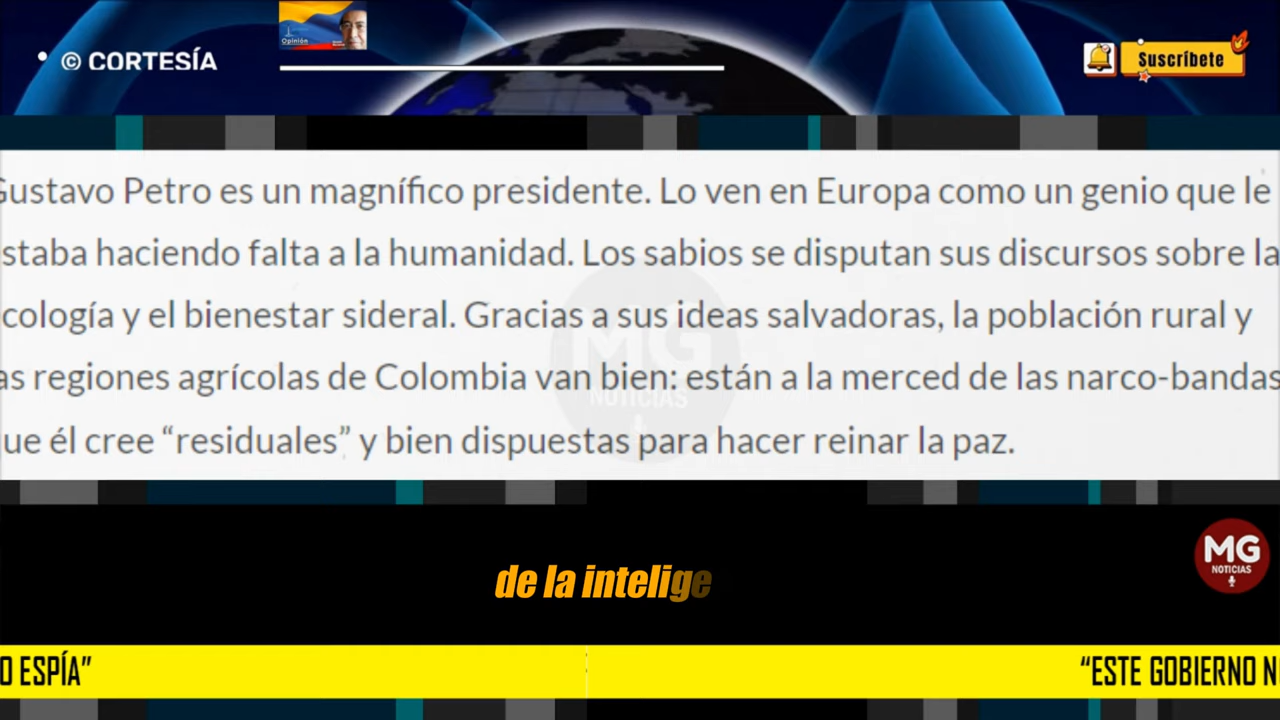 © CORTESÍA
Opinión
Suscríbete
Gustavo Petro es un magnífico presidente. Lo ven en Europa como un genio que le
staba haciendo falta a la humanidad. Los sabios se disputan sus discursos sobre la
cología y el bienestar sideral. Gracias a sus ideas salvadoras, la población rural y
as regiones agrícolas de Colombia van bien: están a la merced de las narco-bandas
ue él cree “residuales” y bien dispuestas para hacer reinar la paz.
MG
NOTICIAS
MG
NOTICIAS
de la intelige
O ESPÍA” “ESTE GOBIERNO N